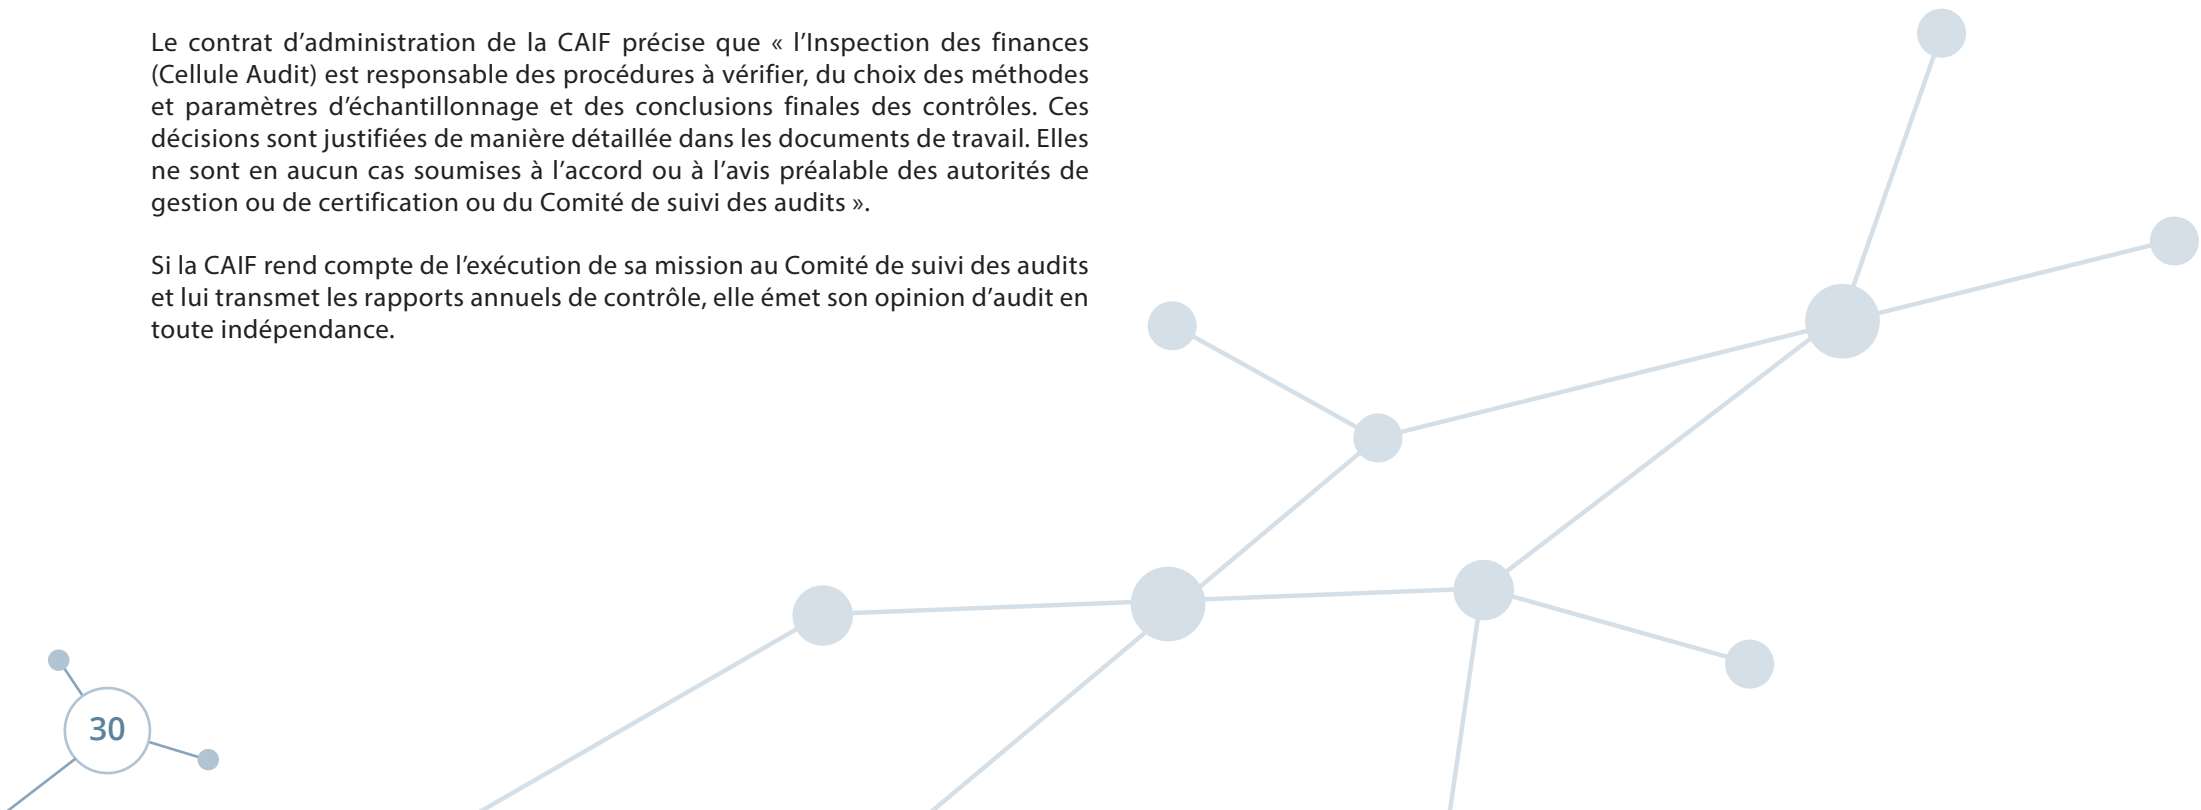 Le contrat d’administration de la CAIF précise que « l’Inspection des finances
(Cellule Audit) est responsable des procédures à vérifier, du choix des méthodes
et paramètres d’échantillonnage et des conclusions finales des contrôles. Ces
décisions sont justifiées de manière détaillée dans les documents de travail. Elles
ne sont en aucun cas soumises à l’accord ou à l’avis préalable des autorités de
gestion ou de certification ou du Comité de suivi des audits ».
Si la CAIF rend compte de l’exécution de sa mission au Comité de suivi des audits
et lui transmet les rapports annuels de contrôle, elle émet son opinion d’audit en
toute indépendance.
30